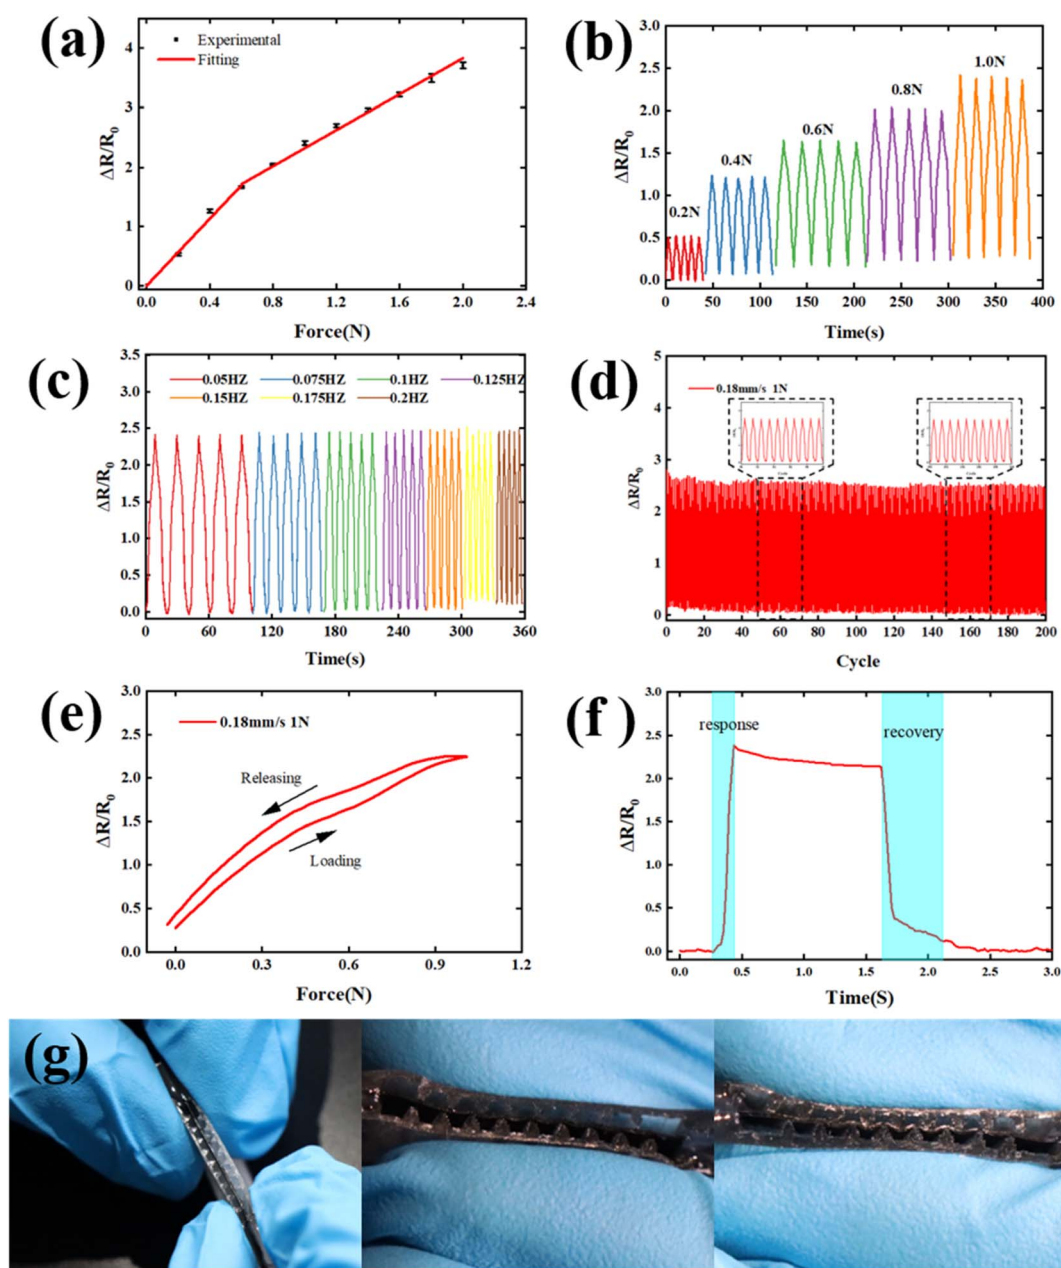 (a)
Experimental
Fitting
ΔR/R0
4
3
2
1
0
0.0 0.4 0.8 1.2 1.6 2.0 2.4
Force(N)
(b)
ΔR/R0
3.0
2.5
2.0
1.5
1.0
0.5
0.0
0.2N
0.4N
0.6N
0.8N
1.0N
0 50 100 150 200 250 300 350 400
Time(s)
(c)
ΔR/R0
3.5
3.0
2.5
2.0
1.5
1.0
0.5
0.0
0.05HZ 0.075HZ 0.1HZ 0.125HZ
0.15HZ 0.175HZ 0.2HZ
0 60 120 180 240 300 360
Time(s)
(d)
ΔR/R0
5
4
3
2
1
0
0.18mm/s 1N
Cycle
Cycle
0 20 40 60 80 100 120 140 160 180 200
Cycle
(e)
ΔR/R0
3.0
2.5
2.0
1.5
1.0
0.5
0.0
0.18mm/s 1N
Releasing
Loading
0.0 0.3 0.6 0.9 1.2
Force(N)
(f)
ΔR/R0
3.0
2.5
2.0
1.5
1.0
0.5
0.0
response
recovery
0.0 0.5 1.0 1.5 2.0 2.5 3.0
Time(S)
(g)